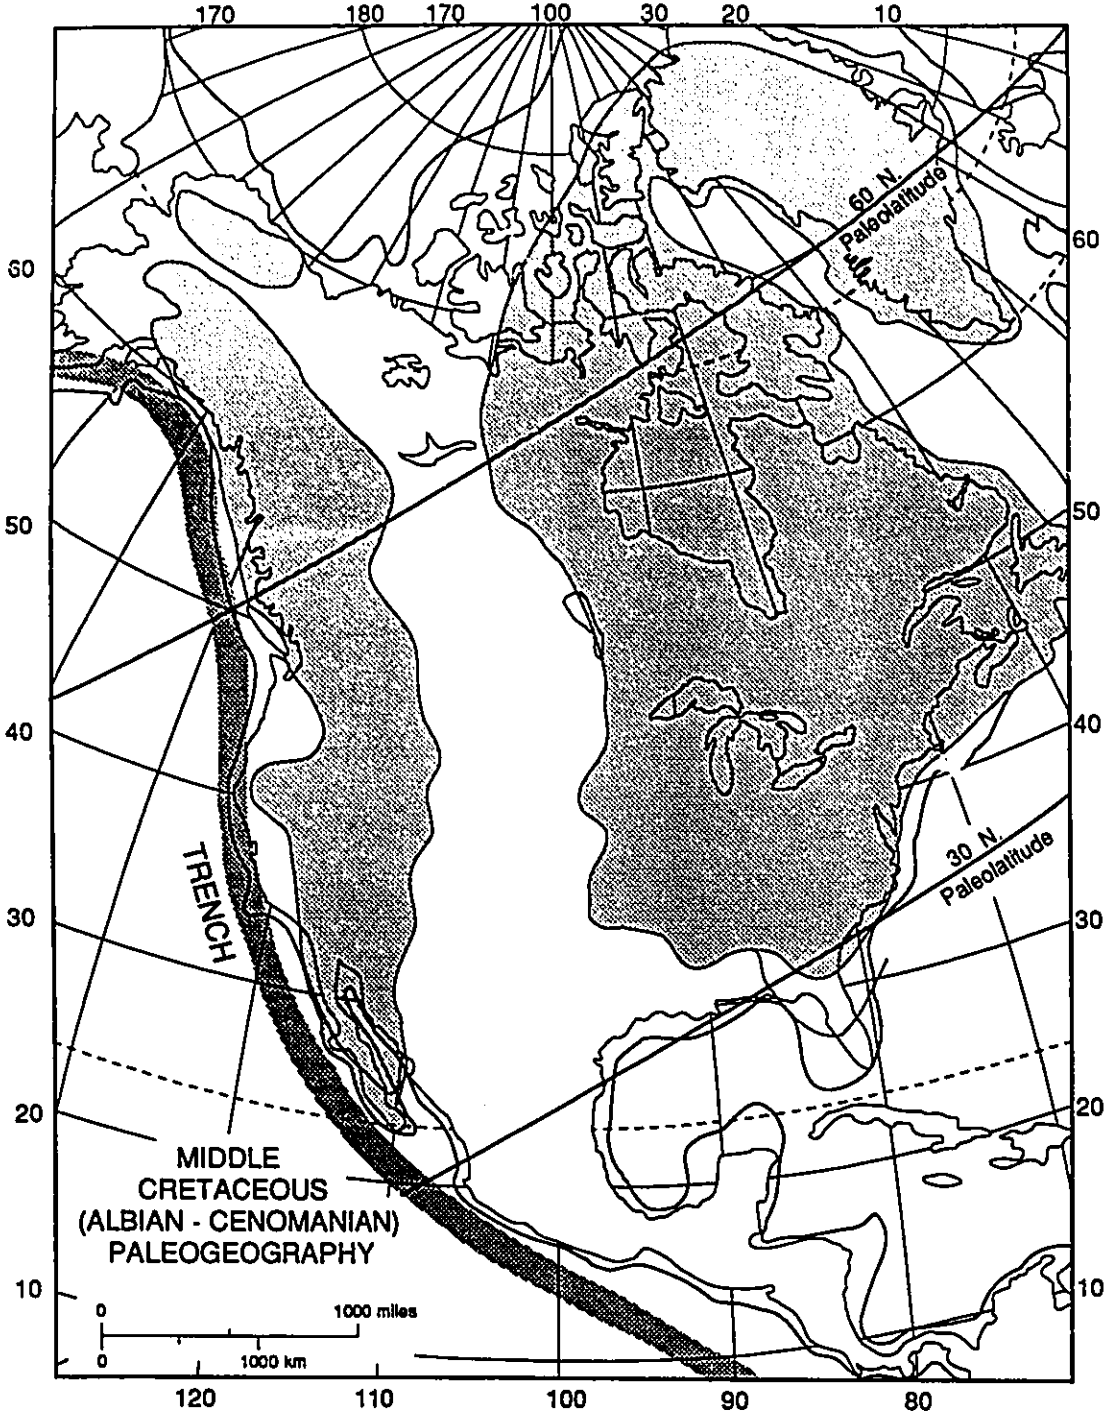 170 180 170 100 30 20 10
60 N.
Paleolatitude
60
60
50
50
40
40
30 N.
Paleolatitude
TRENCH
30
30
20
20
MIDDLE
CRETACEOUS
(ALBIAN - CENOMANIAN)
PALEOGEOGRAPHY
10
10
0 1000 miles
0 1000 km
120 110 100 90 80